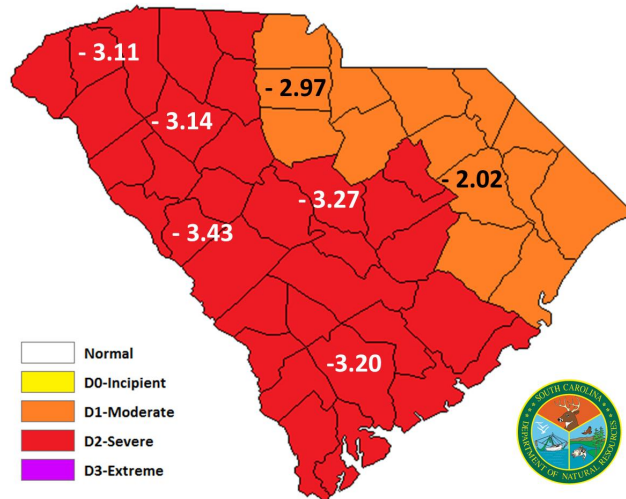 - 3.11
- 2.97
- 3.14
- 2.02
- 3.27
- 3.43
-3.20
Normal
D0-Incipient
D1-Moderate
D2-Severe
D3-Extreme
SOUTH CAROLINA
DEPARTMENT OF NATURAL RESOURCES